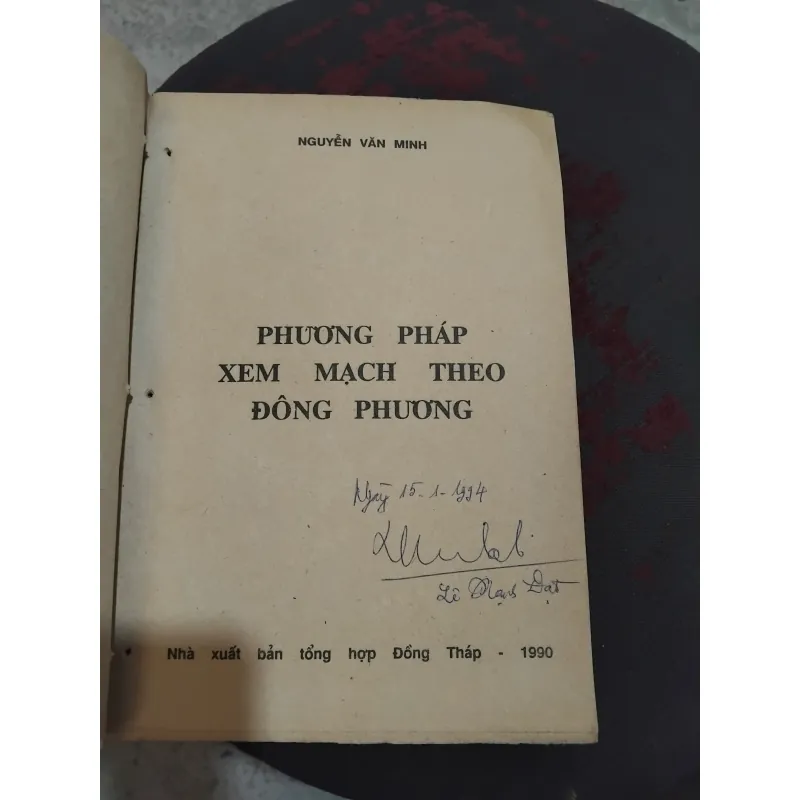 NGUYỄN VĂN MINH
PHƯƠNG PHÁP
XEM MẠCH THEO
ĐÔNG PHƯƠNG
Ngày 15-1-1994
Lê Mạnh Đạt
Nhà xuất bản tổng hợp Đồng Tháp - 1990